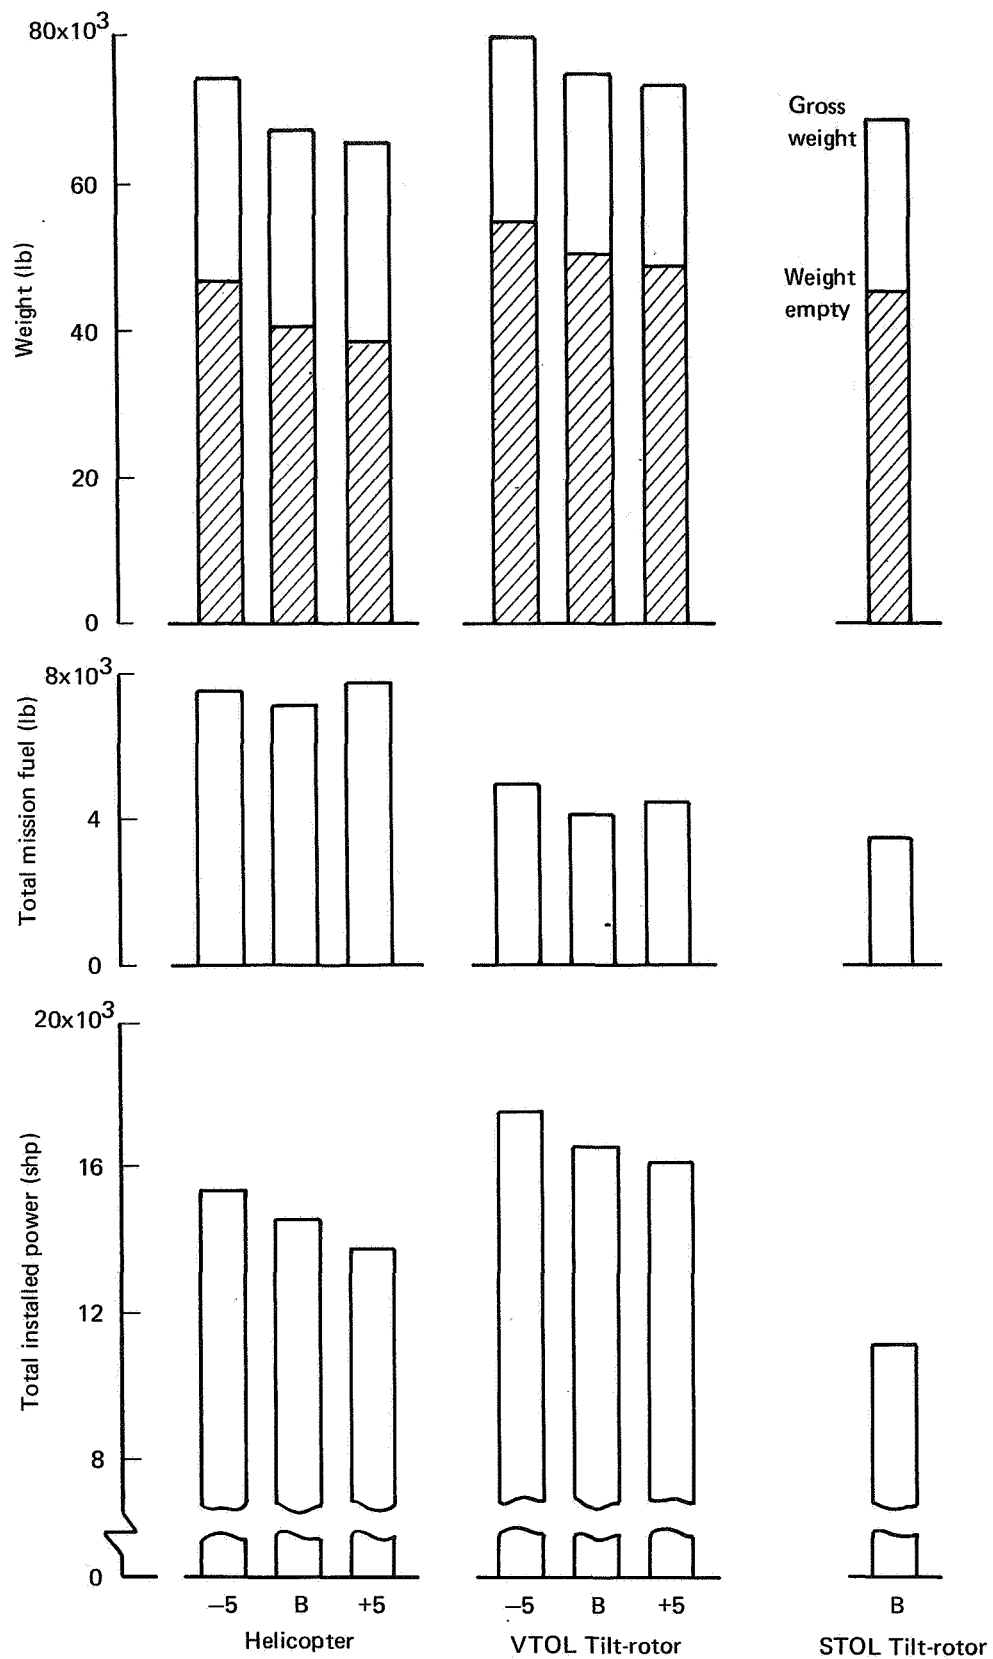 80x10³
60
40
20
0
Weight (lb)
Gross
weight
Weight
empty
8x10³
4
0
Total mission fuel (lb)
20x10³
16
12
8
0
Total installed power (shp)
–5 B +5
Helicopter
–5 B +5
VTOL Tilt-rotor
B
STOL Tilt-rotor